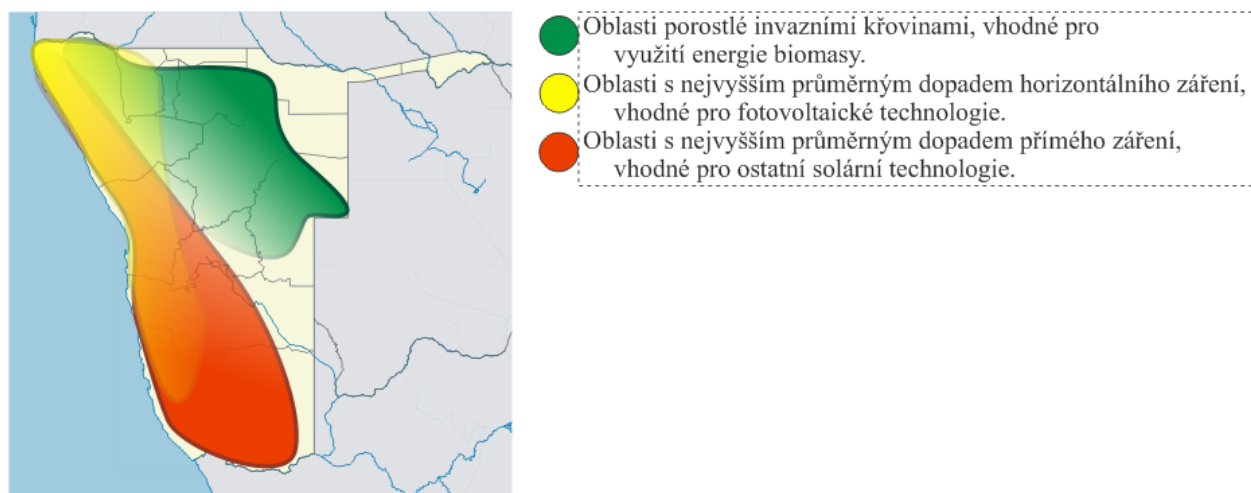 Oblasti porostlé invazními křovinami, vhodné pro
využití energie biomasy.
Oblasti s nejvyšším průměrným dopadem horizontálního záření,
vhodné pro fotovoltaické technologie.
Oblasti s nejvyšším průměrným dopadem přímého záření,
vhodné pro ostatní solární technologie.